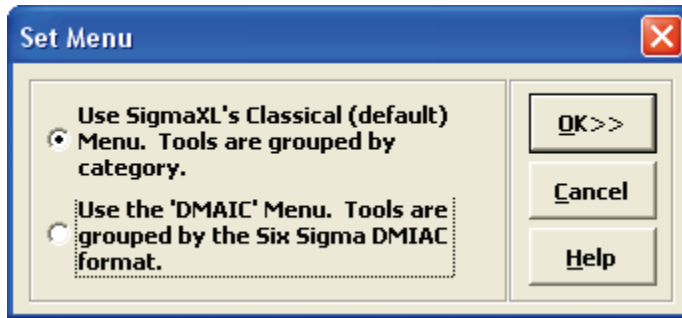 Set Menu
Use SigmaXL's Classical (default)
Menu. Tools are grouped by
category.
Use the 'DMAIC' Menu. Tools are
grouped by the Six Sigma DMIAC
format.
OK>>
Cancel
Help